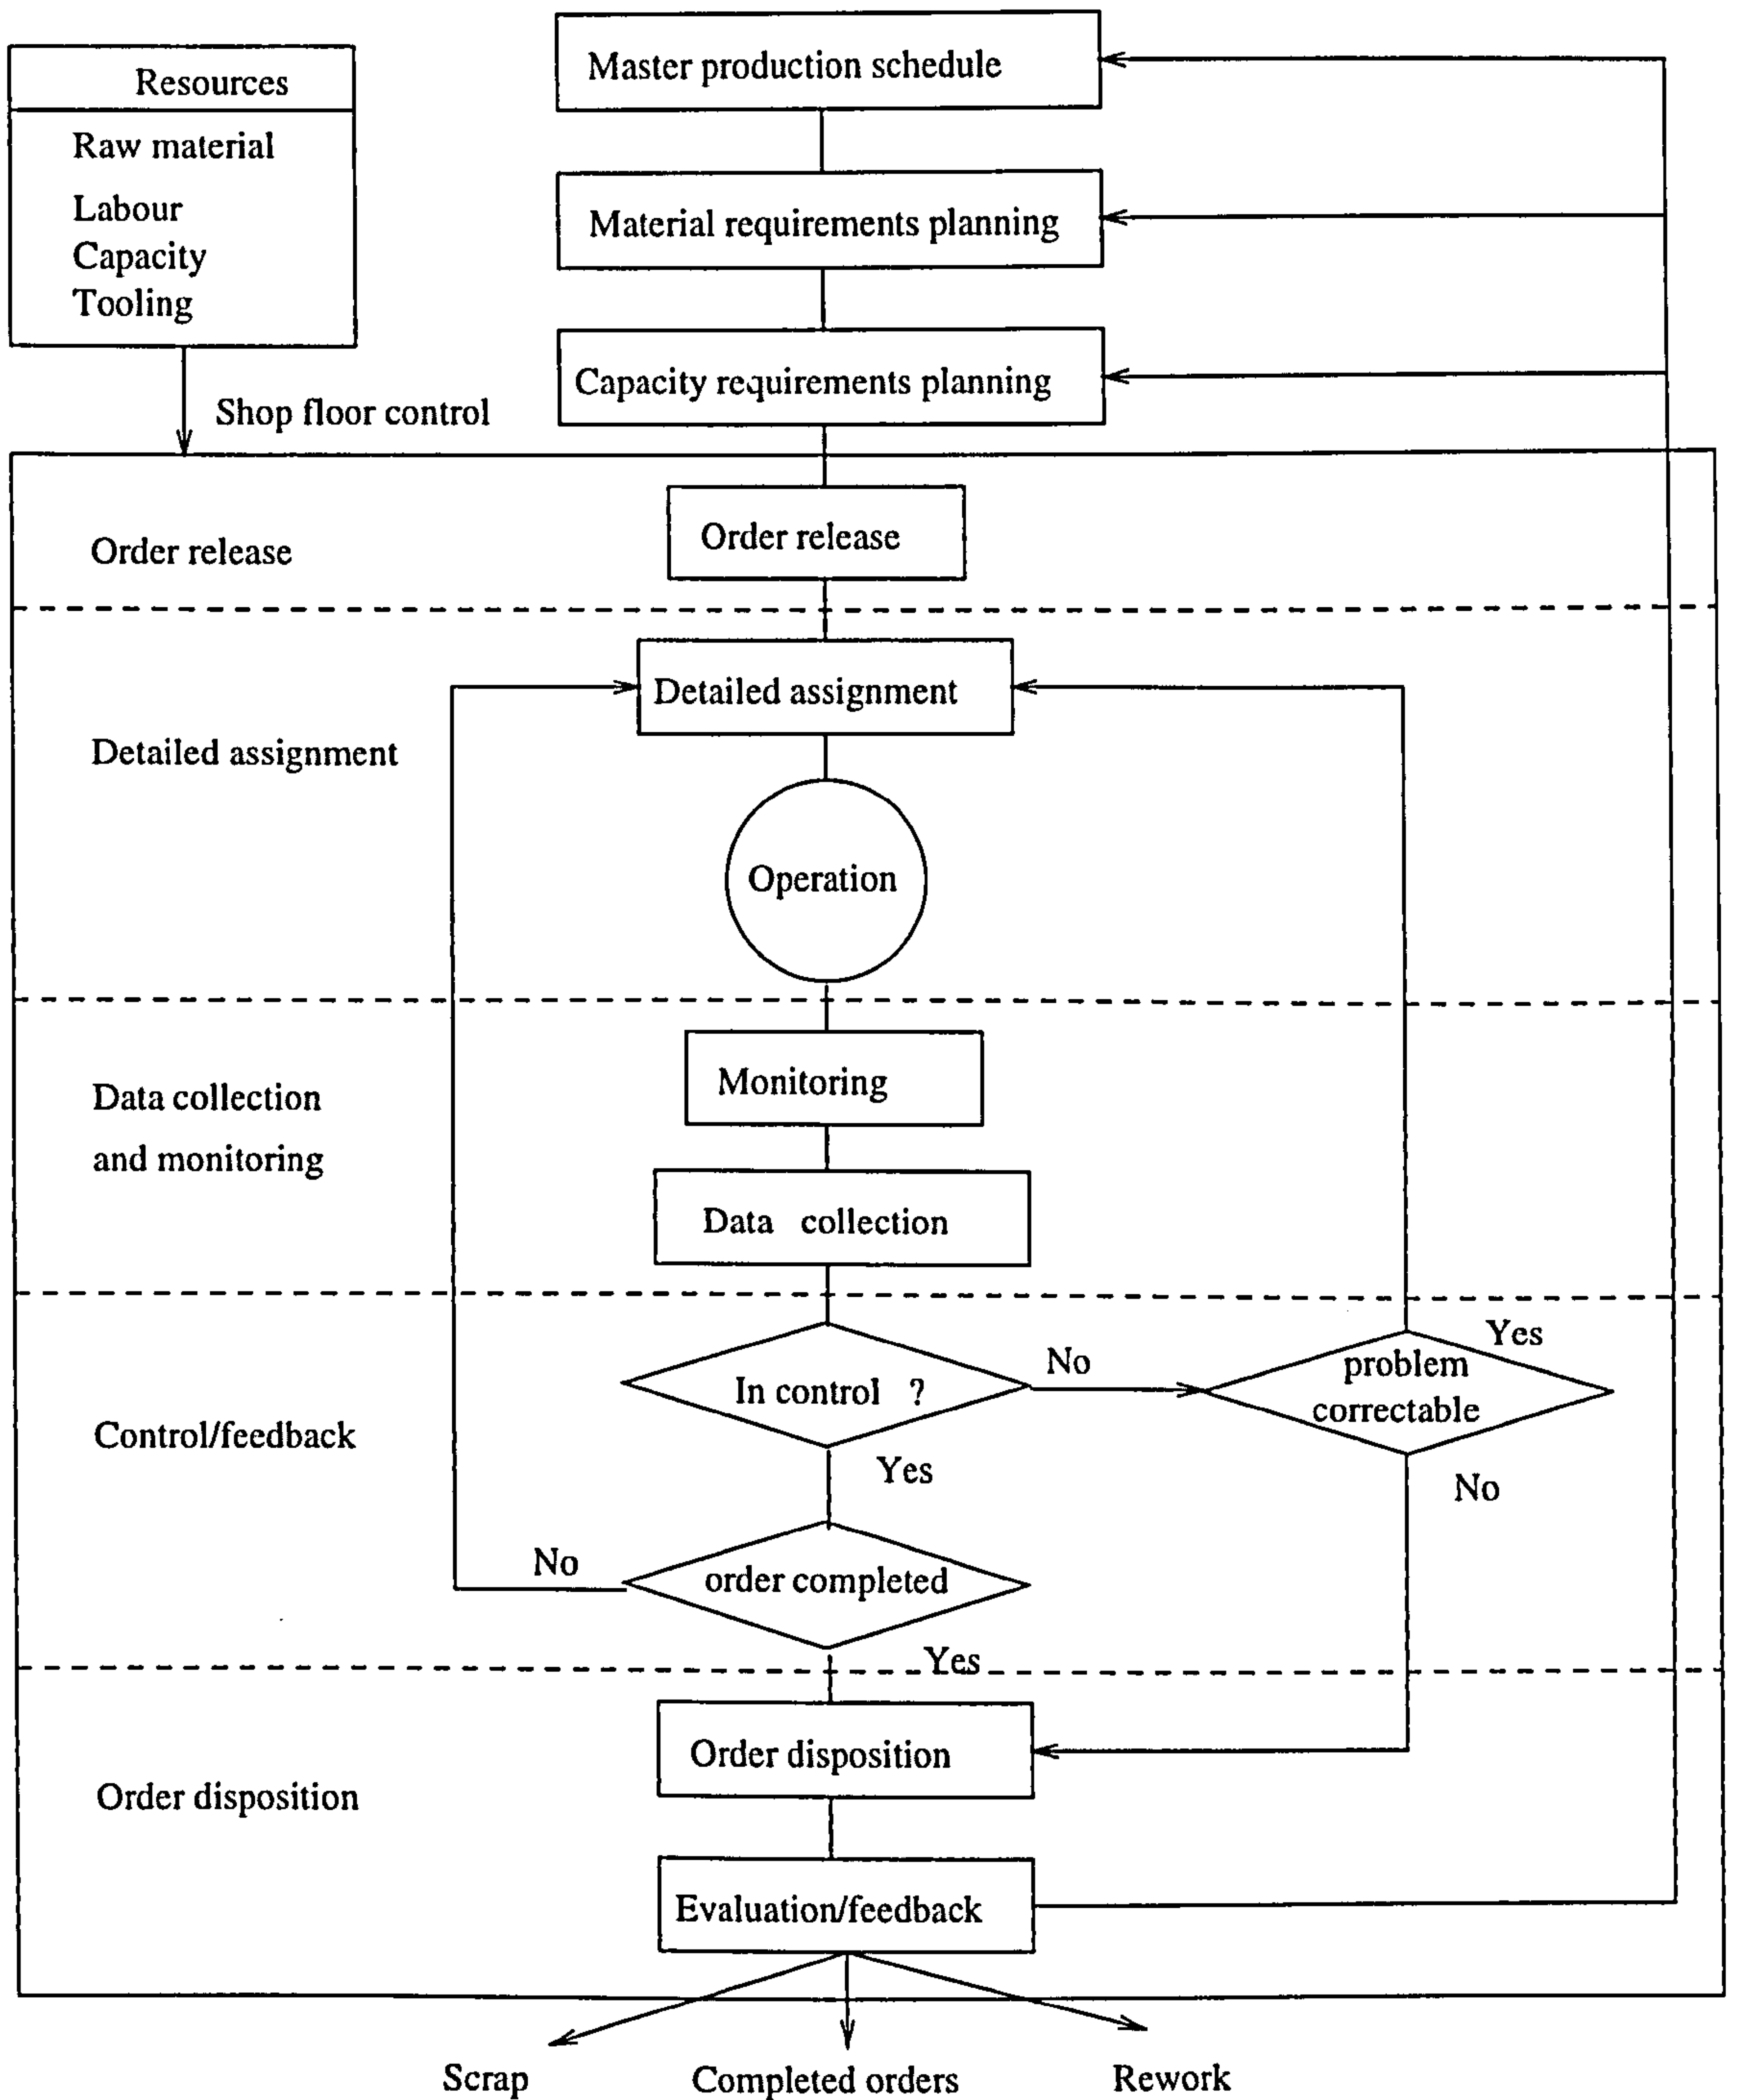 Resources
Raw material
Labour
Capacity
Tooling
Master production schedule
Material requirements planning
Capacity requirements planning
Shop floor control
Order release
Order release
Detailed assignment
Detailed assignment
Operation
Data collection
and monitoring
Monitoring
Data collection
Control/feedback
In control ?
No
problem
correctable
Yes
Yes
No
No
order completed
Yes
Order disposition
Order disposition
Evaluation/feedback
Scrap
Completed orders
Rework